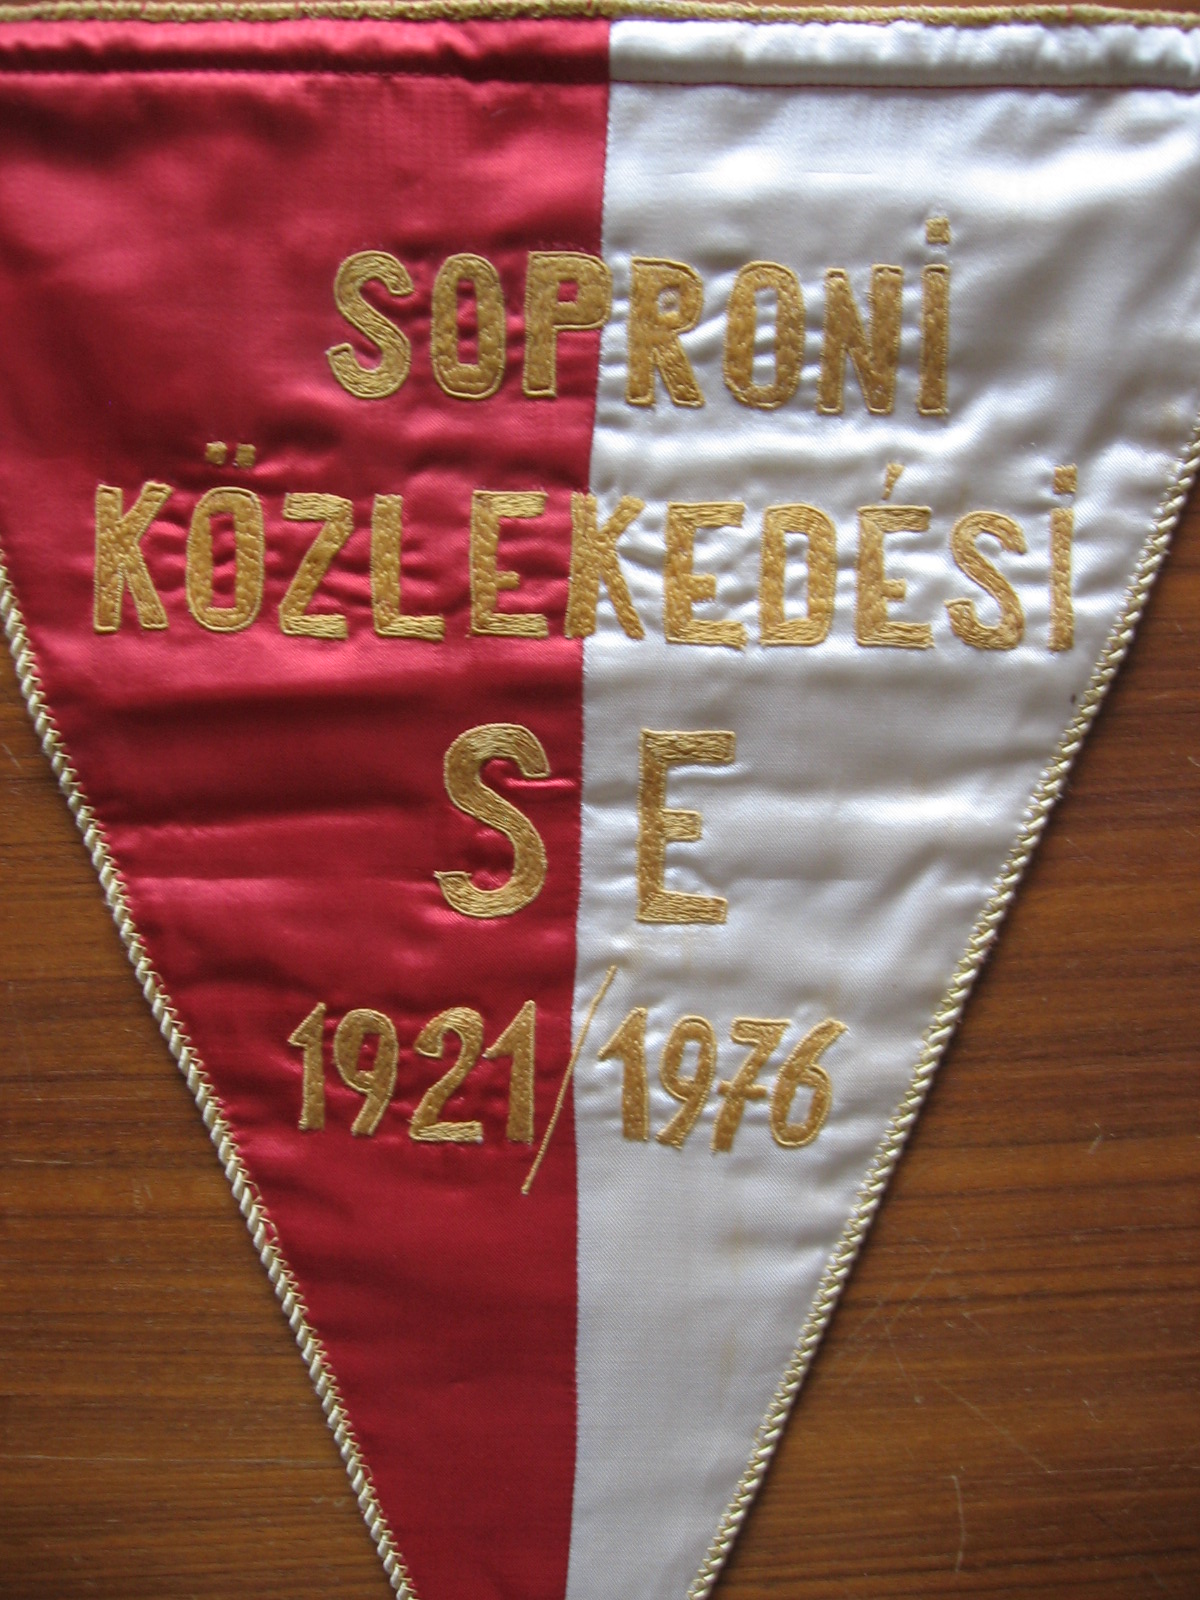 SOPRONİ
KÖZLEKEDÉSİ
S E
1921/1976